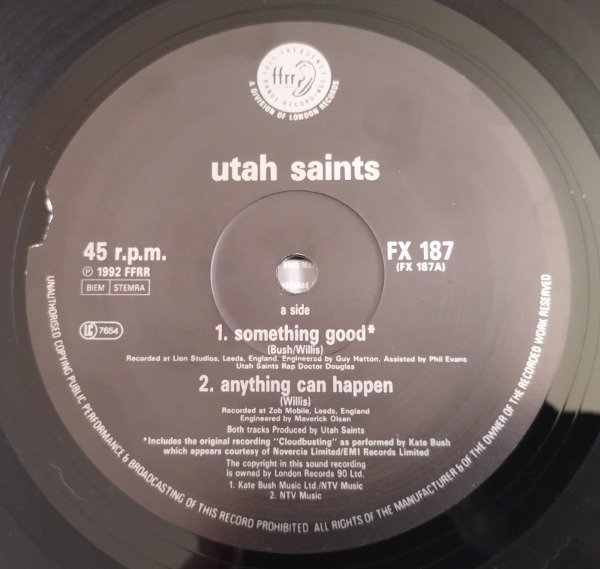 FULL FREQUENCY
ffrr
RANGE RECORDINGS
A DIVISION OF LONDON RECORDS
utah saints
45 r.p.m.
℗ 1992 FFRR
BIEM STEMRA
LC 7654
FX 187
(FX 187A)
a side
1. something good*
(Bush/Willis)
Recorded at Lion Studios, Leeds, England. Engineered by Guy Hatton, Assisted by Phil Evans
Utah Saints Rap Doctor Douglas
2. anything can happen
(Willis)
Recorded at Zob Mobile, Leeds, England
Engineered by Maverick Olsen
Both tracks Produced by Utah Saints
*Includes the original recording "Cloudbusting" as performed by Kate Bush
which appears courtesy of Novercia Limited/EMI Records Limited
The copyright in this sound recording
is owned by London Records 90 Ltd.
1. Kate Bush Music Ltd./NTV Music
2. NTV Music
UNAUTHORISED COPYING PUBLIC PERFORMANCE & BROADCASTING OF THIS RECORD PROHIBITED ALL RIGHTS OF THE MANUFACTURER & OF THE OWNER OF THE RECORDED WORK RESERVED